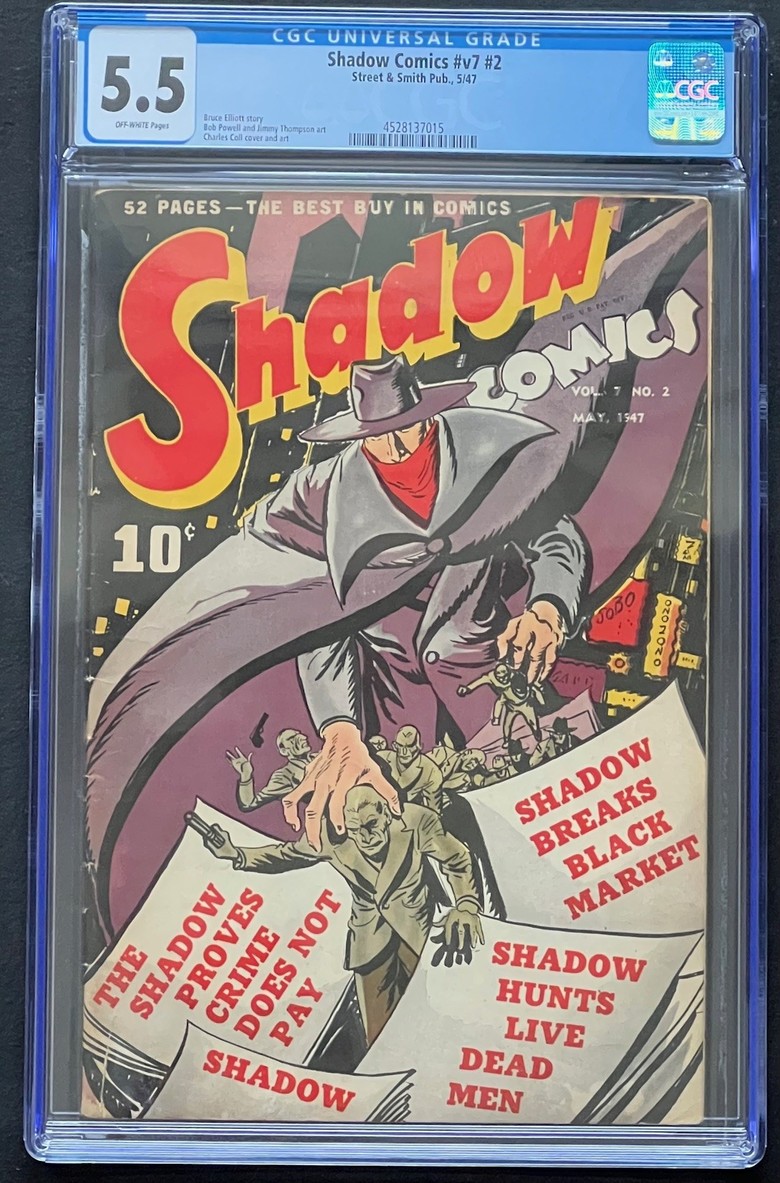 CGC UNIVERSAL GRADE
5.5
OFF-WHITE Pages
Shadow Comics #v7 #2
Street & Smith Pub., 5/47
Bruce Elliott story
Bob Powell and Jimmy Thompson art
Charles Coll cover and art
4528137015
CGC
52 PAGES—THE BEST BUY IN COMICS
Shadow
COMICS
VOL. 7 NO. 2
MAY, 1947
10¢
JOBO
SHADOW
BREAKS
BLACK
MARKET
THE
SHADOW
PROVES
CRIME
DOES NOT
PAY
SHADOW
HUNTS
LIVE
DEAD
MEN
SHADOW